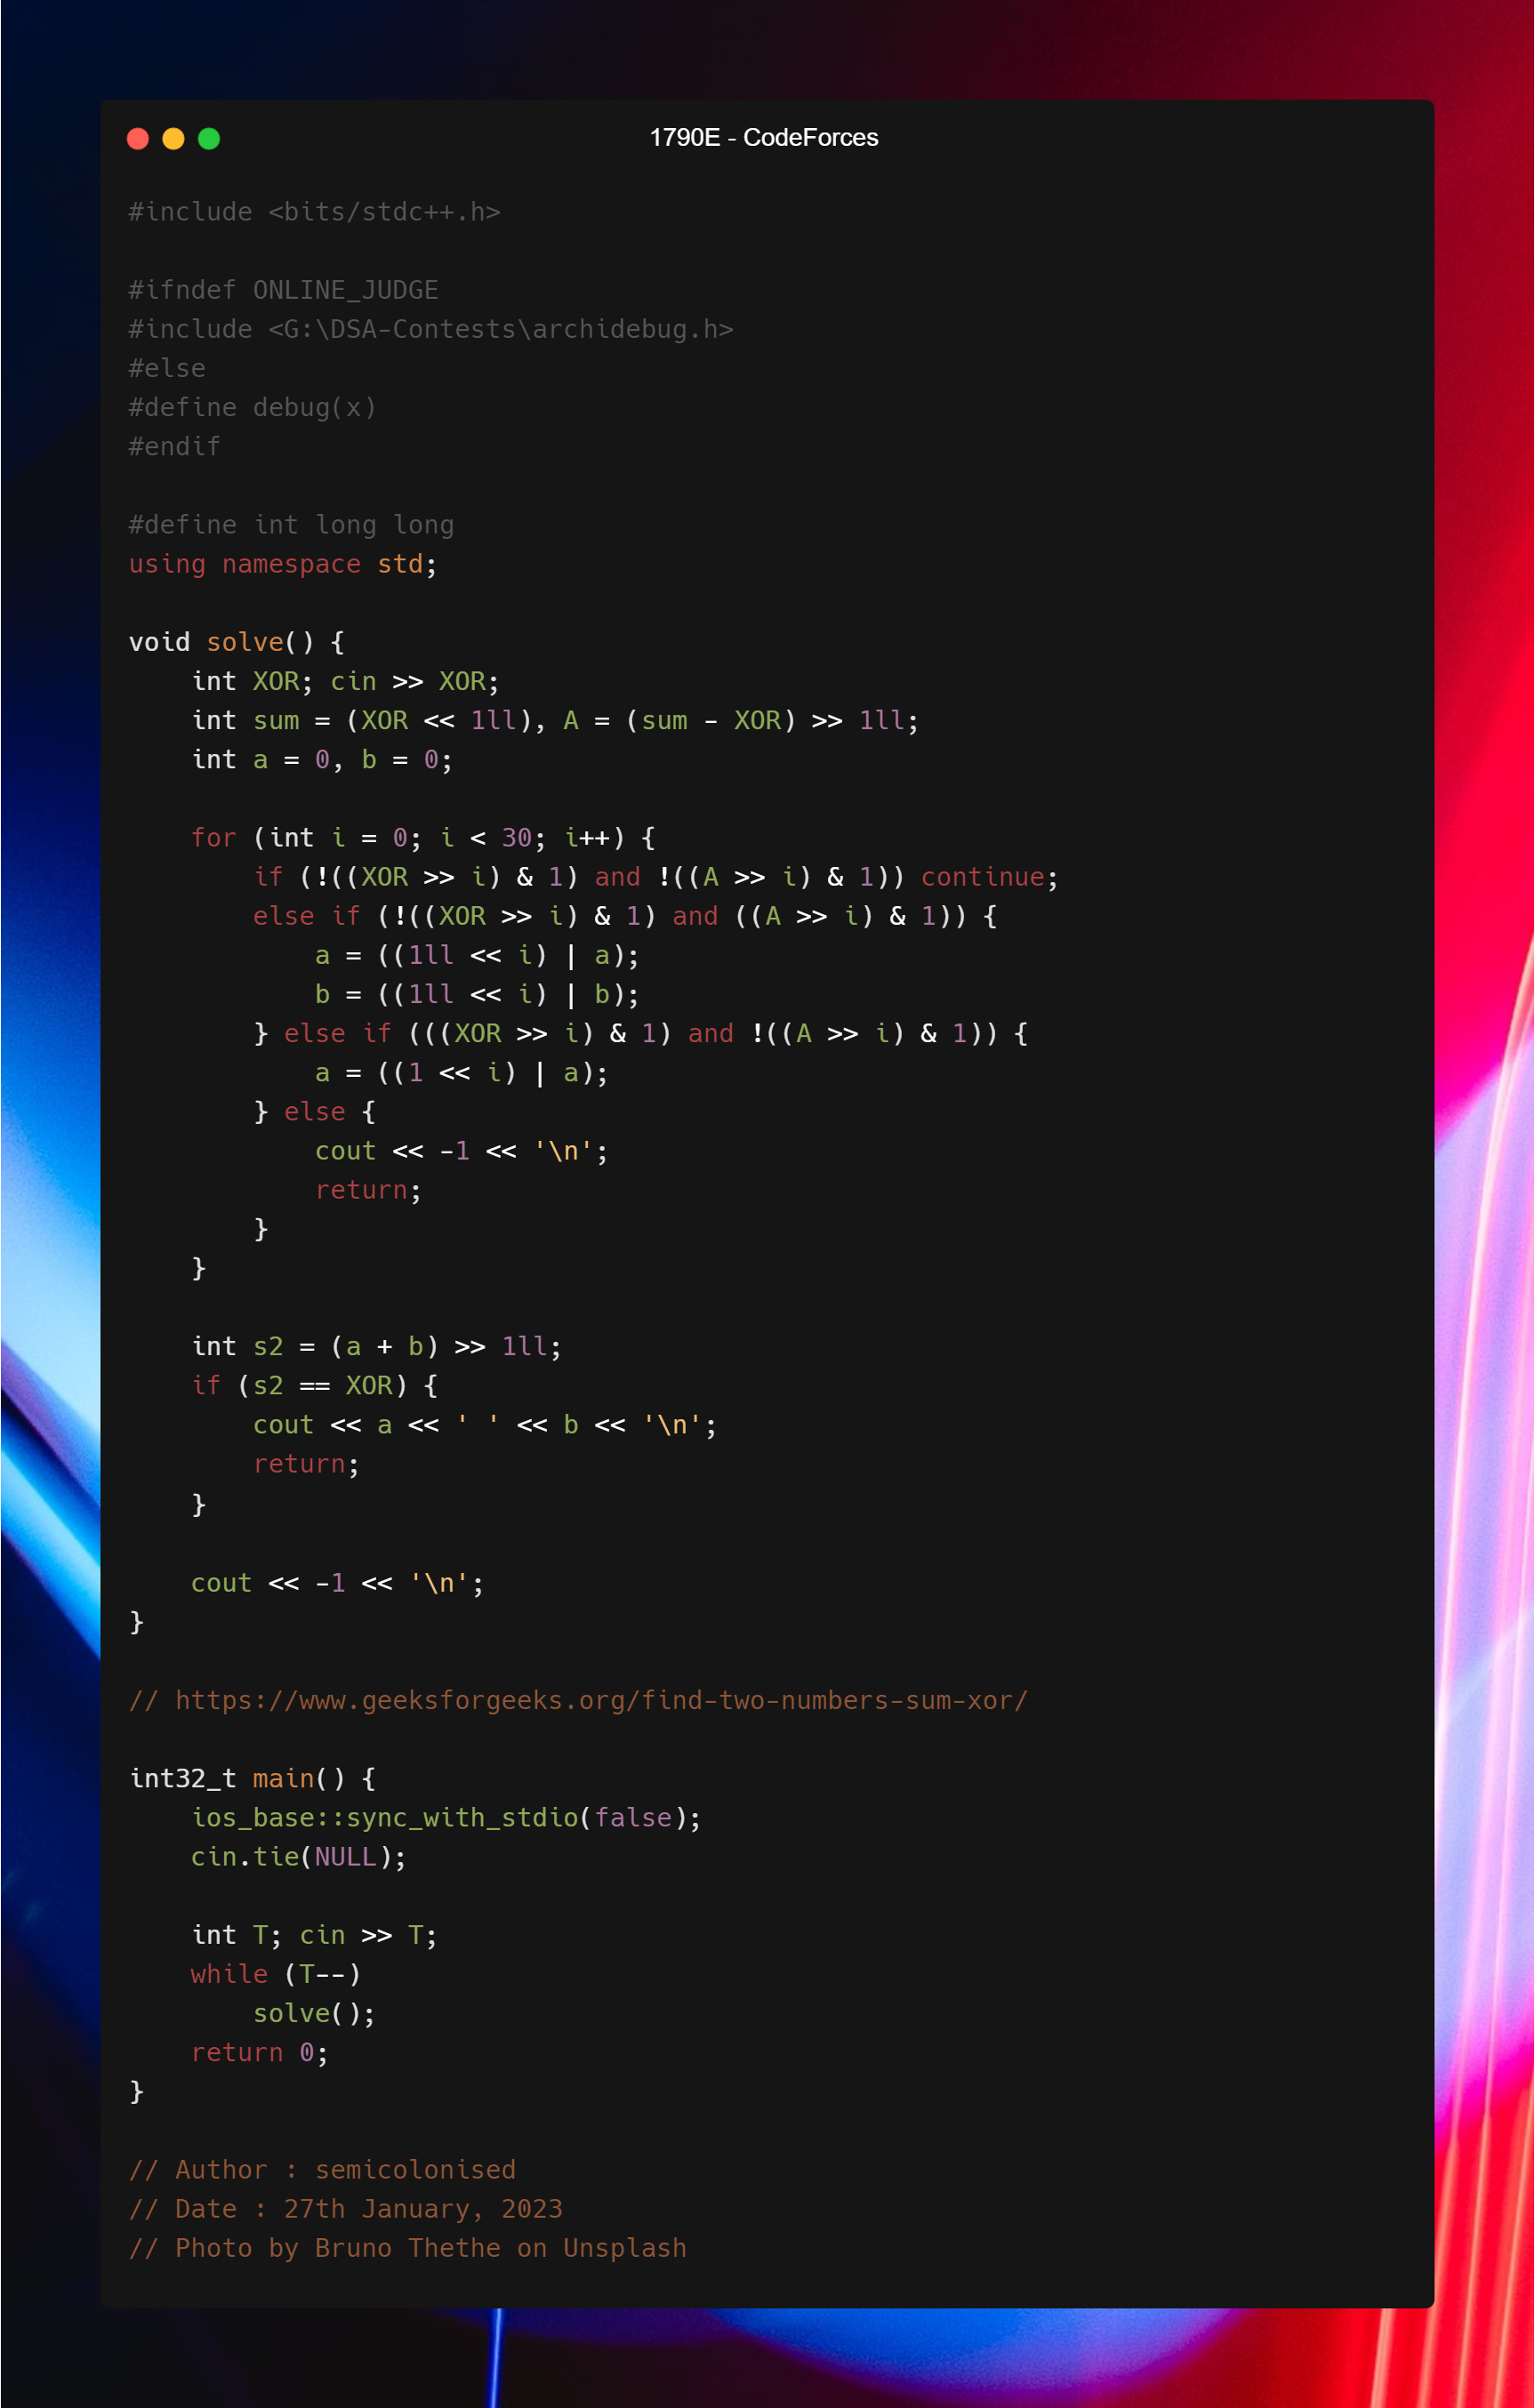 1790E - CodeForces
#include <bits/stdc++.h>
#ifndef ONLINE_JUDGE
#include <G:\DSA-Contests\archidebug.h>
#else
#define debug(x)
#endif
#define int long long
using namespace std;
void solve() {
    int XOR; cin >> XOR;
    int sum = (XOR << 1ll), A = (sum - XOR) >> 1ll;
    int a = 0, b = 0;
    for (int i = 0; i < 30; i++) {
        if (!((XOR >> i) & 1) and !((A >> i) & 1)) continue;
        else if (!((XOR >> i) & 1) and ((A >> i) & 1)) {
            a = ((1ll << i) | a);
            b = ((1ll << i) | b);
        } else if (((XOR >> i) & 1) and !((A >> i) & 1)) {
            a = ((1 << i) | a);
        } else {
            cout << -1 << '\n';
            return;
        }
    }
    int s2 = (a + b) >> 1ll;
    if (s2 == XOR) {
        cout << a << ' ' << b << '\n';
        return;
    }
    cout << -1 << '\n';
}
// https://www.geeksforgeeks.org/find-two-numbers-sum-xor/
int32_t main() {
    ios_base::sync_with_stdio(false);
    cin.tie(NULL);
    int T; cin >> T;
    while (T--)
        solve();
    return 0;
}
// Author : semicolonised
// Date : 27th January, 2023
// Photo by Bruno Thethe on Unsplash